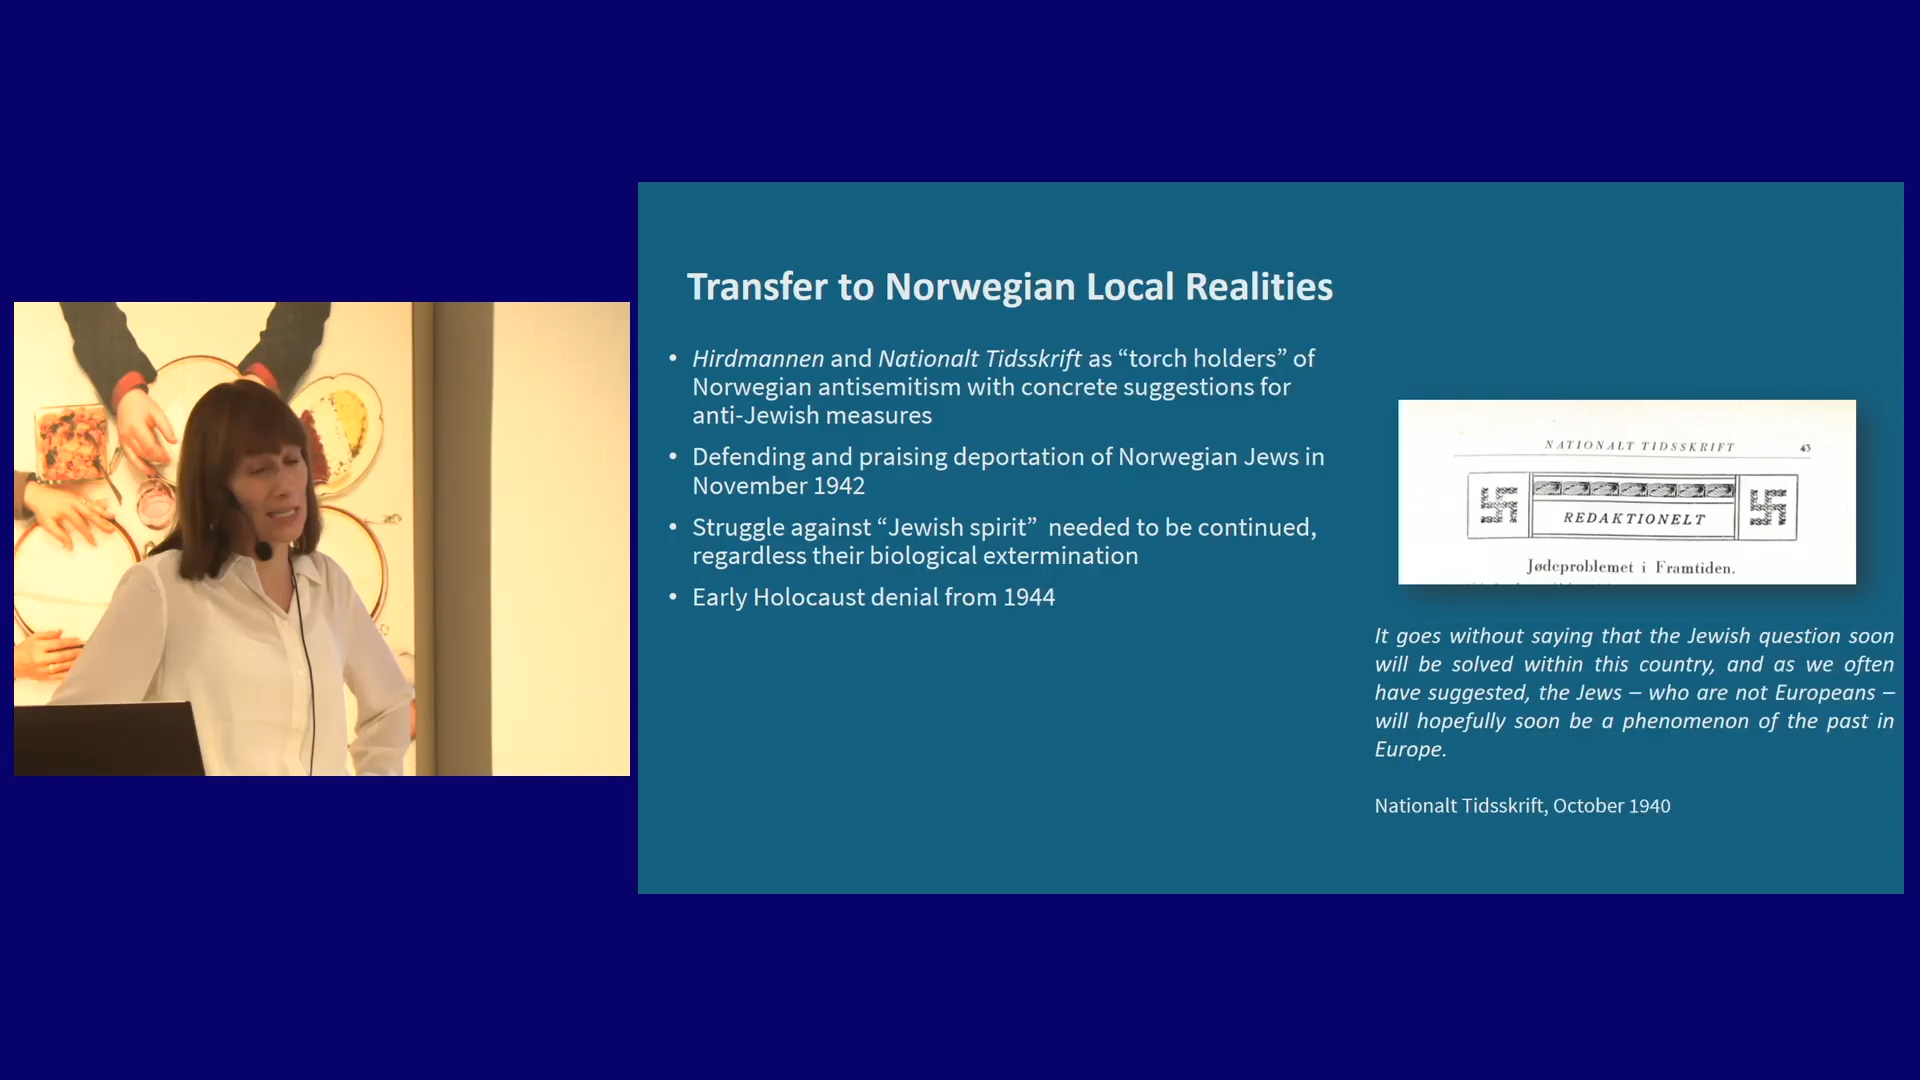 Transfer to Norwegian Local Realities
• Hirdmannen and Nationalt Tidsskrift as “torch holders” of
Norwegian antisemitism with concrete suggestions for
anti-Jewish measures
• Defending and praising deportation of Norwegian Jews in
November 1942
• Struggle against “Jewish spirit” needed to be continued,
regardless their biological extermination
• Early Holocaust denial from 1944
NATIONALT TIDSSKRIFT 43
REDAKTIONELT
Jødeproblemet i Framtiden.
It goes without saying that the Jewish question soon
will be solved within this country, and as we often
have suggested, the Jews – who are not Europeans –
will hopefully soon be a phenomenon of the past in
Europe.
Nationalt Tidsskrift, October 1940